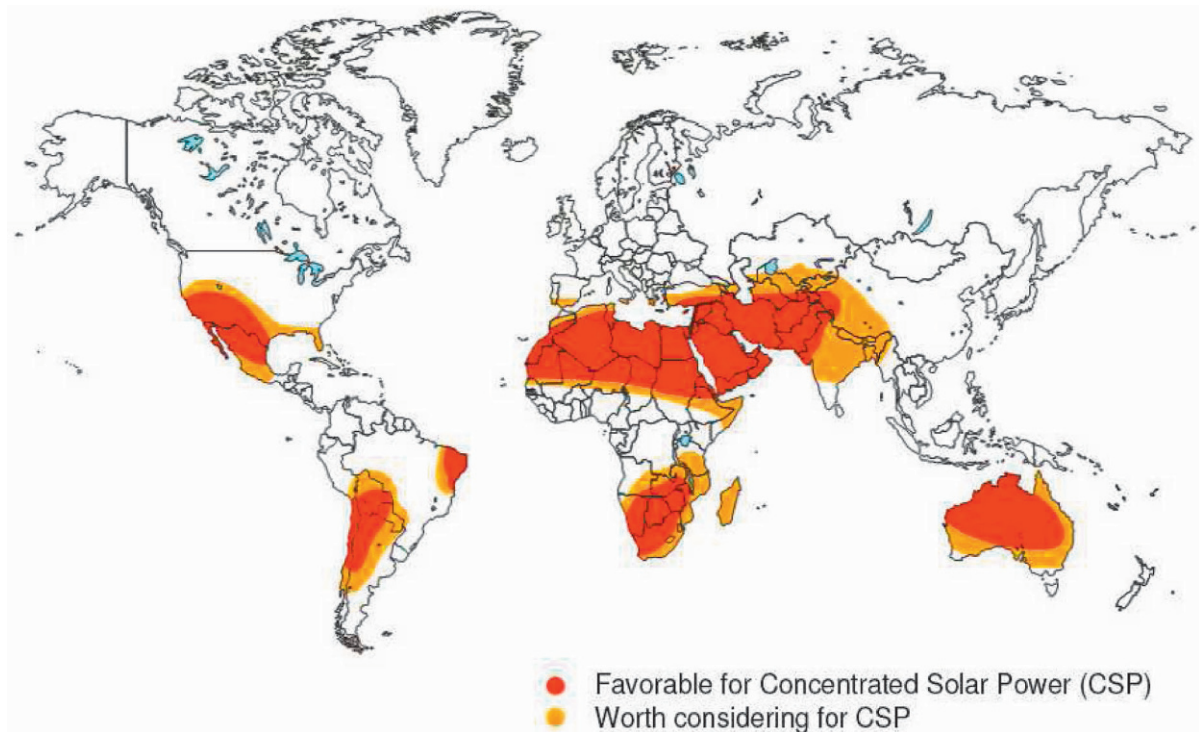 Favorable for Concentrated Solar Power (CSP)
Worth considering for CSP